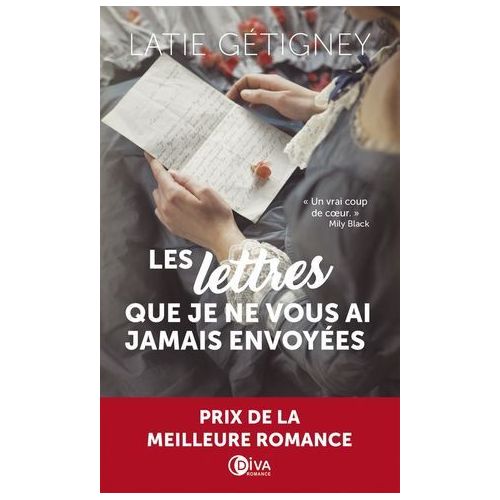 LATIE GÉTIGNEY
« Un vrai coup
de cœur. »
Mily Black
LES lettres
QUE JE NE VOUS AI
JAMAIS ENVOYÉES
PRIX DE LA
MEILLEURE ROMANCE
DIVA
ROMANCE